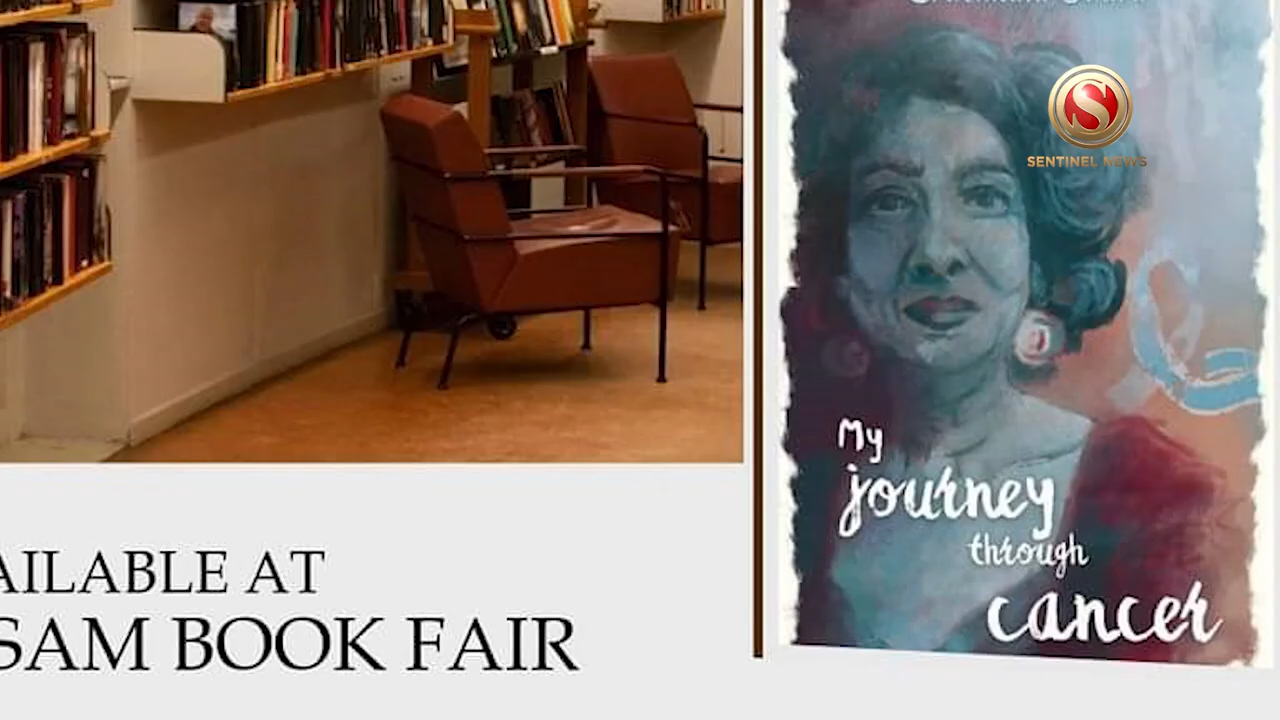 AILABLE AT
SAM BOOK FAIR
SENTINEL NEWS
My
journey
through
cancer